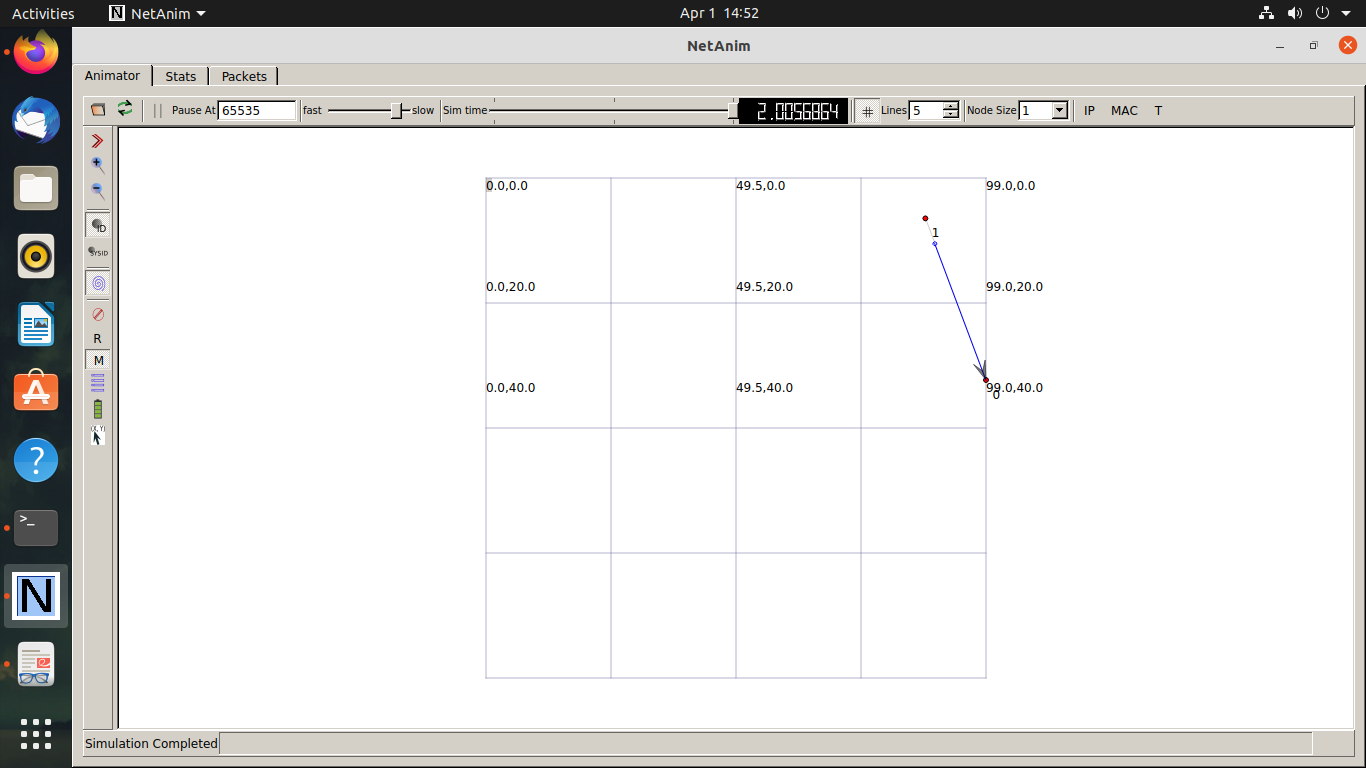 Activities NetAnim Apr 1 14:52
NetAnim
Animator Stats Packets
Pause At 65535 fast slow Sim time 2.0056864 Lines 5 Node Size 1 IP MAC T
0.0,0.0 49.5,0.0 99.0,0.0
ID
1
SYSID
0.0,20.0 49.5,20.0 99.0,20.0
R
M
0.0,40.0 49.5,40.0 99.0,40.0
0
(X,Y)
?
>_
N
Simulation Completed